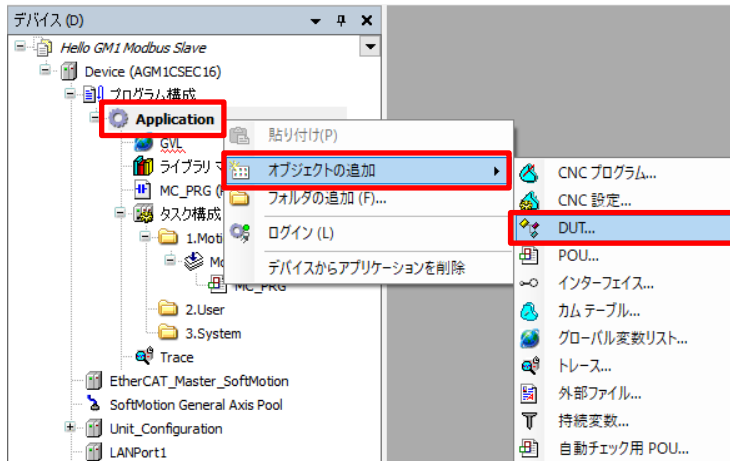 デバイス (D)
Hello GM1 Modbus Slave
Device (AGM1CSEC16)
プログラム構成
Application
GVL
ライブラリ マ
MC_PRG (P
タスク構成
1.Moti
Mo
MC_PRG
2.User
3.System
Trace
EtherCAT_Master_SoftMotion
SoftMotion General Axis Pool
Unit_Configuration
LANPort1
貼り付け(P)
オブジェクトの追加
フォルダの追加 (F)...
ログイン (L)
デバイスからアプリケーションを削除
CNC プログラム...
CNC 設定...
DUT...
POU...
インターフェイス...
カム テーブル...
グローバル変数リスト...
トレース...
外部ファイル...
持続変数...
自動チェック用 POU...